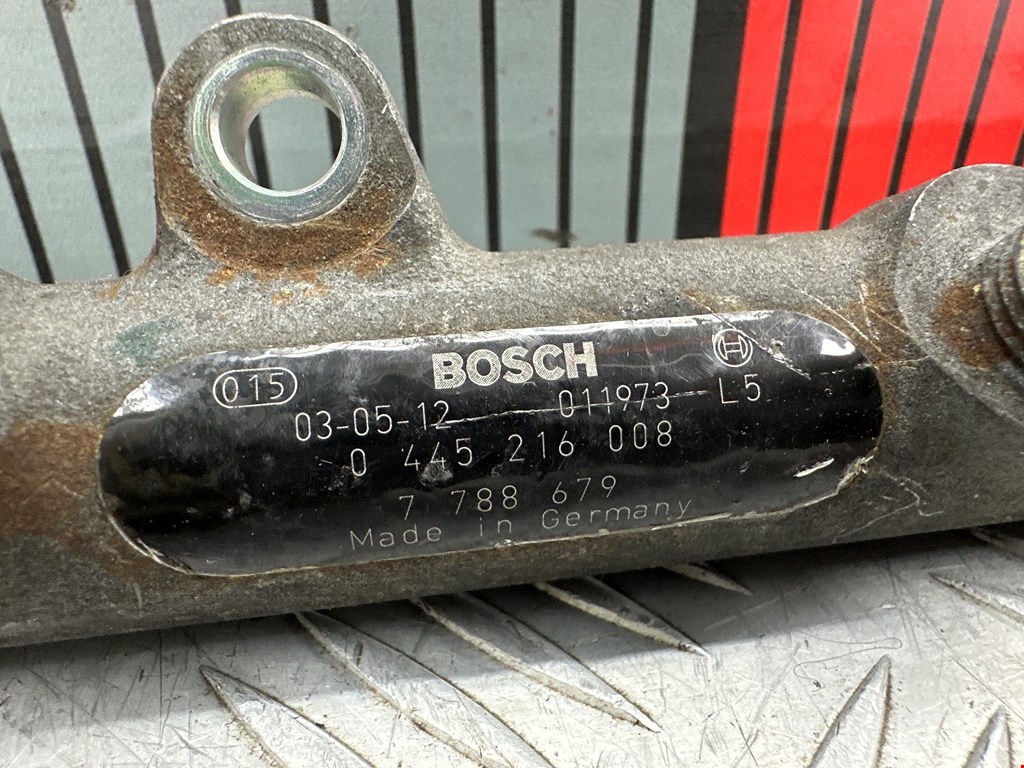 BOSCH
015
03-05-12 011973 L5
0 445 216 008
7 788 679
Made in Germany